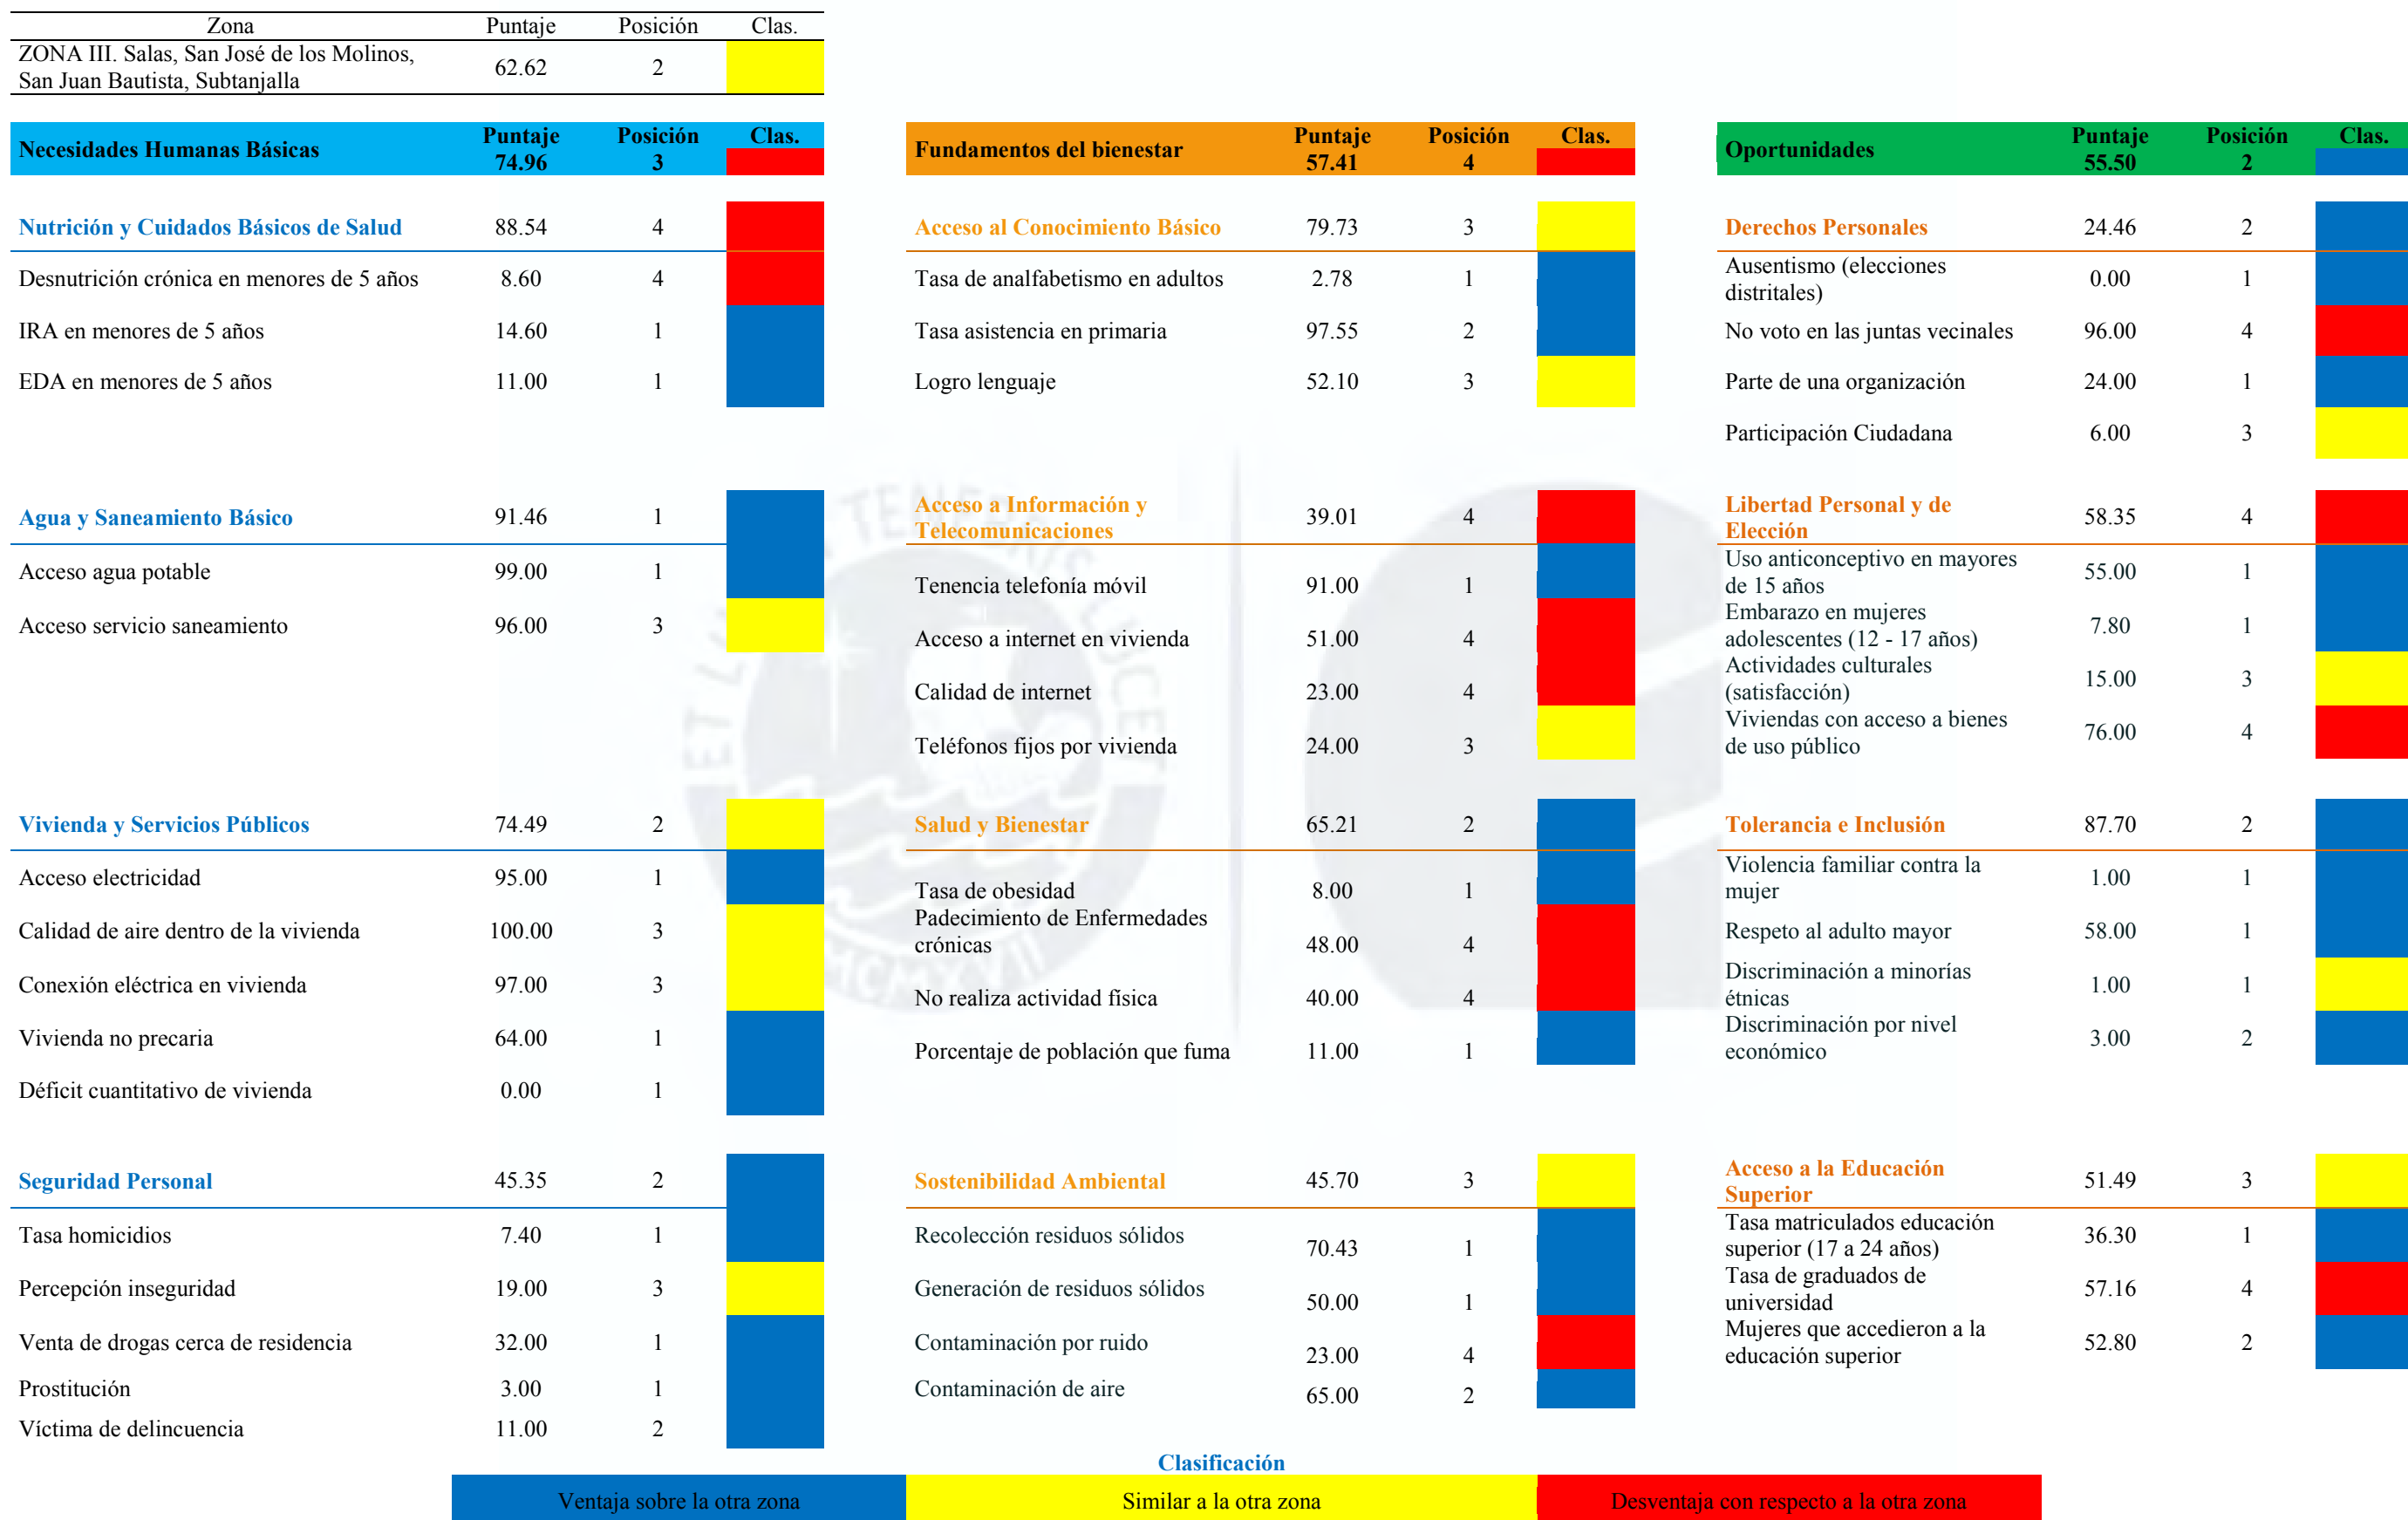 Zona Puntaje Posición Clas.
ZONA III. Salas, San José de los Molinos,
San Juan Bautista, Subtanjalla
62.62 2
Necesidades Humanas Básicas
Puntaje Posición Clas.
74.96 3
Nutrición y Cuidados Básicos de Salud 88.54 4
Desnutrición crónica en menores de 5 años 8.60 4
IRA en menores de 5 años 14.60 1
EDA en menores de 5 años 11.00 1
Agua y Saneamiento Básico 91.46 1
Acceso agua potable 99.00 1
Acceso servicio saneamiento 96.00 3
Vivienda y Servicios Públicos 74.49 2
Acceso electricidad 95.00 1
Calidad de aire dentro de la vivienda 100.00 3
Conexión eléctrica en vivienda 97.00 3
Vivienda no precaria 64.00 1
Déficit cuantitativo de vivienda 0.00 1
Seguridad Personal 45.35 2
Tasa homicidios 7.40 1
Percepción inseguridad 19.00 3
Venta de drogas cerca de residencia 32.00 1
Prostitución 3.00 1
Víctima de delincuencia 11.00 2
Fundamentos del bienestar
Puntaje Posición Clas.
57.41 4
Acceso al Conocimiento Básico 79.73 3
Tasa de analfabetismo en adultos 2.78 1
Tasa asistencia en primaria 97.55 2
Logro lenguaje 52.10 3
Acceso a Información y
Telecomunicaciones
39.01 4
Tenencia telefonía móvil 91.00 1
Acceso a internet en vivienda 51.00 4
Calidad de internet 23.00 4
Teléfonos fijos por vivienda 24.00 3
Salud y Bienestar 65.21 2
Tasa de obesidad 8.00 1
Padecimiento de Enfermedades
crónicas 48.00 4
No realiza actividad física 40.00 4
Porcentaje de población que fuma 11.00 1
Sostenibilidad Ambiental 45.70 3
Recolección residuos sólidos 70.43 1
Generación de residuos sólidos 50.00 1
Contaminación por ruido 23.00 4
Contaminación de aire 65.00 2
Oportunidades
Puntaje Posición Clas.
55.50 2
Derechos Personales 24.46 2
Ausentismo (elecciones
distritales)
0.00 1
No voto en las juntas vecinales 96.00 4
Parte de una organización 24.00 1
Participación Ciudadana 6.00 3
Libertad Personal y de
Elección
58.35 4
Uso anticonceptivo en mayores
de 15 años
55.00 1
Embarazo en mujeres
adolescentes (12 - 17 años)
7.80 1
Actividades culturales
(satisfacción)
15.00 3
Viviendas con acceso a bienes
de uso público
76.00 4
Tolerancia e Inclusión 87.70 2
Violencia familiar contra la
mujer
1.00 1
Respeto al adulto mayor 58.00 1
Discriminación a minorías
étnicas
1.00 1
Discriminación por nivel
económico
3.00 2
Acceso a la Educación
Superior
51.49 3
Tasa matriculados educación
superior (17 a 24 años)
36.30 1
Tasa de graduados de
universidad
57.16 4
Mujeres que accedieron a la
educación superior
52.80 2
Clasificación
Ventaja sobre la otra zona Similar a la otra zona Desventaja con respecto a la otra zona